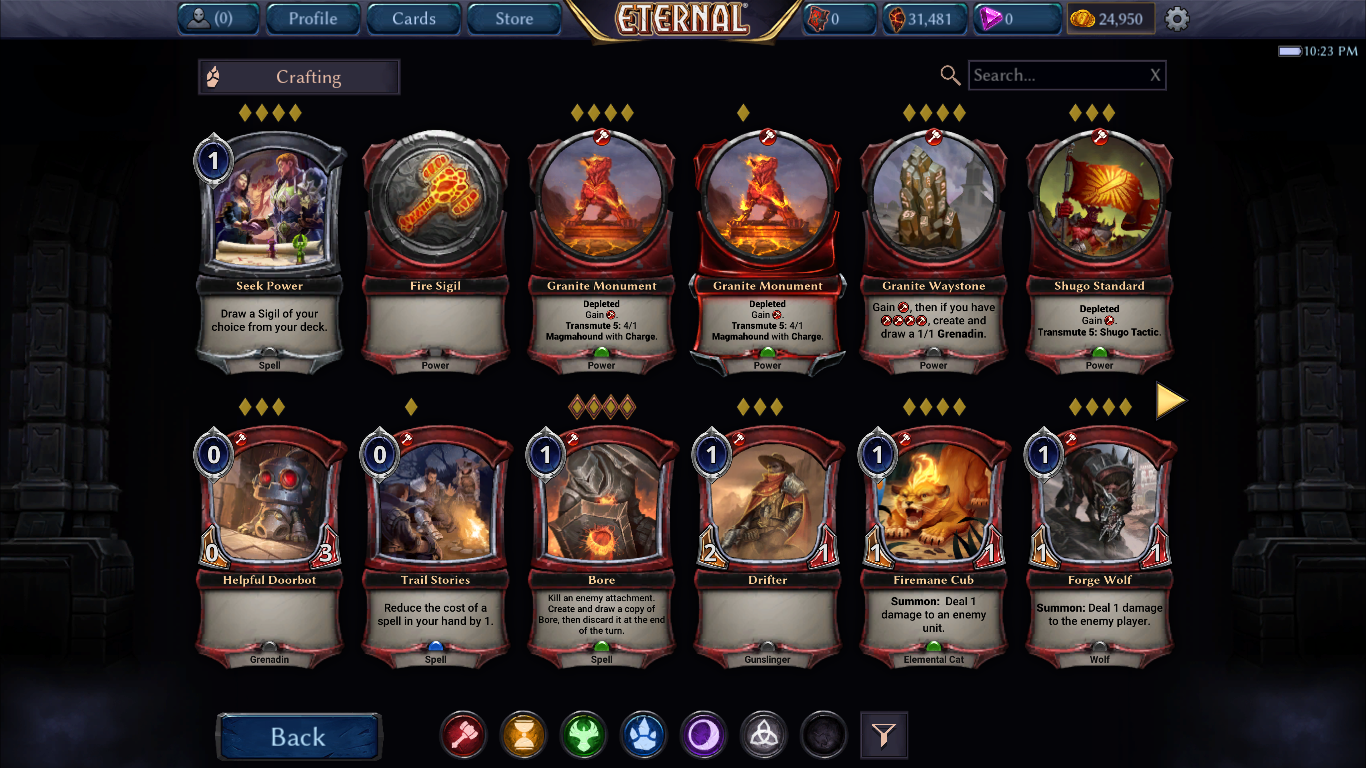 (0)
Profile
Cards
Store
ETERNAL
0
31,481
0
24,950
10:23 PM
Crafting
Search...
X
1
Seek Power
Draw a Sigil of your
choice from your deck.
Spell
Fire Sigil
Power
Granite Monument
Depleted
Gain .
Transmute 5: 4/1
Magmahound with Charge.
Power
Granite Monument
Depleted
Gain .
Transmute 5: 4/1
Magmahound with Charge.
Power
Granite Waystone
Gain , then if you have
, create and
draw a 1/1 Grenadin.
Power
Shugo Standard
Depleted
Gain .
Transmute 5: Shugo Tactic.
Power
0
0
3
Helpful Doorbot
Grenadin
0
Trail Stories
Reduce the cost of a
spell in your hand by 1.
Spell
1
Bore
Kill an enemy attachment.
Create and draw a copy of
Bore, then discard it at the end
of the turn.
Spell
1
2
1
Drifter
Gunslinger
1
1
1
Firemane Cub
Summon: Deal 1
damage to an enemy
unit.
Elemental Cat
1
1
1
Forge Wolf
Summon: Deal 1 damage
to the enemy player.
Wolf
Back